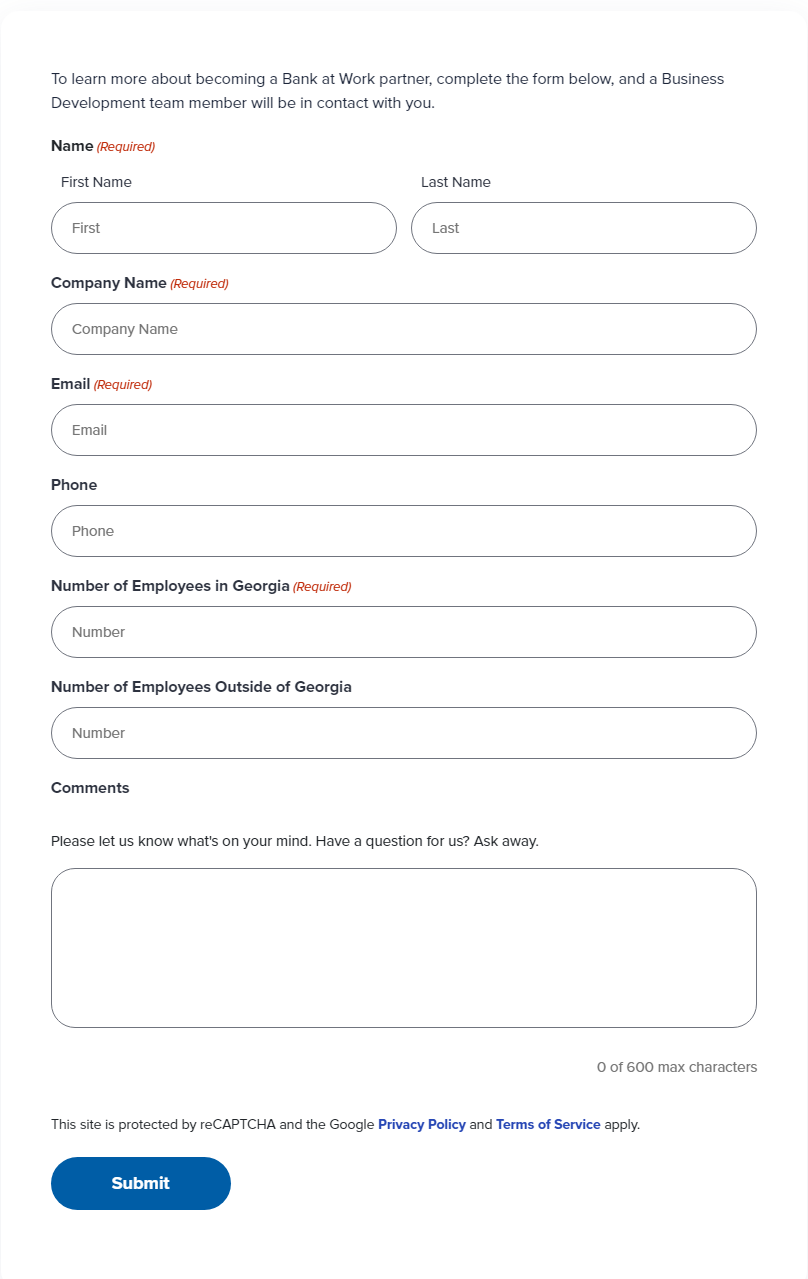 To learn more about becoming a Bank at Work partner, complete the form below, and a Business
Development team member will be in contact with you.
Name (Required)
First Name Last Name
First Last
Company Name (Required)
Company Name
Email (Required)
Email
Phone
Phone
Number of Employees in Georgia (Required)
Number
Number of Employees Outside of Georgia
Number
Comments
Please let us know what's on your mind. Have a question for us? Ask away.
0 of 600 max characters
This site is protected by reCAPTCHA and the Google Privacy Policy and Terms of Service apply.
Submit